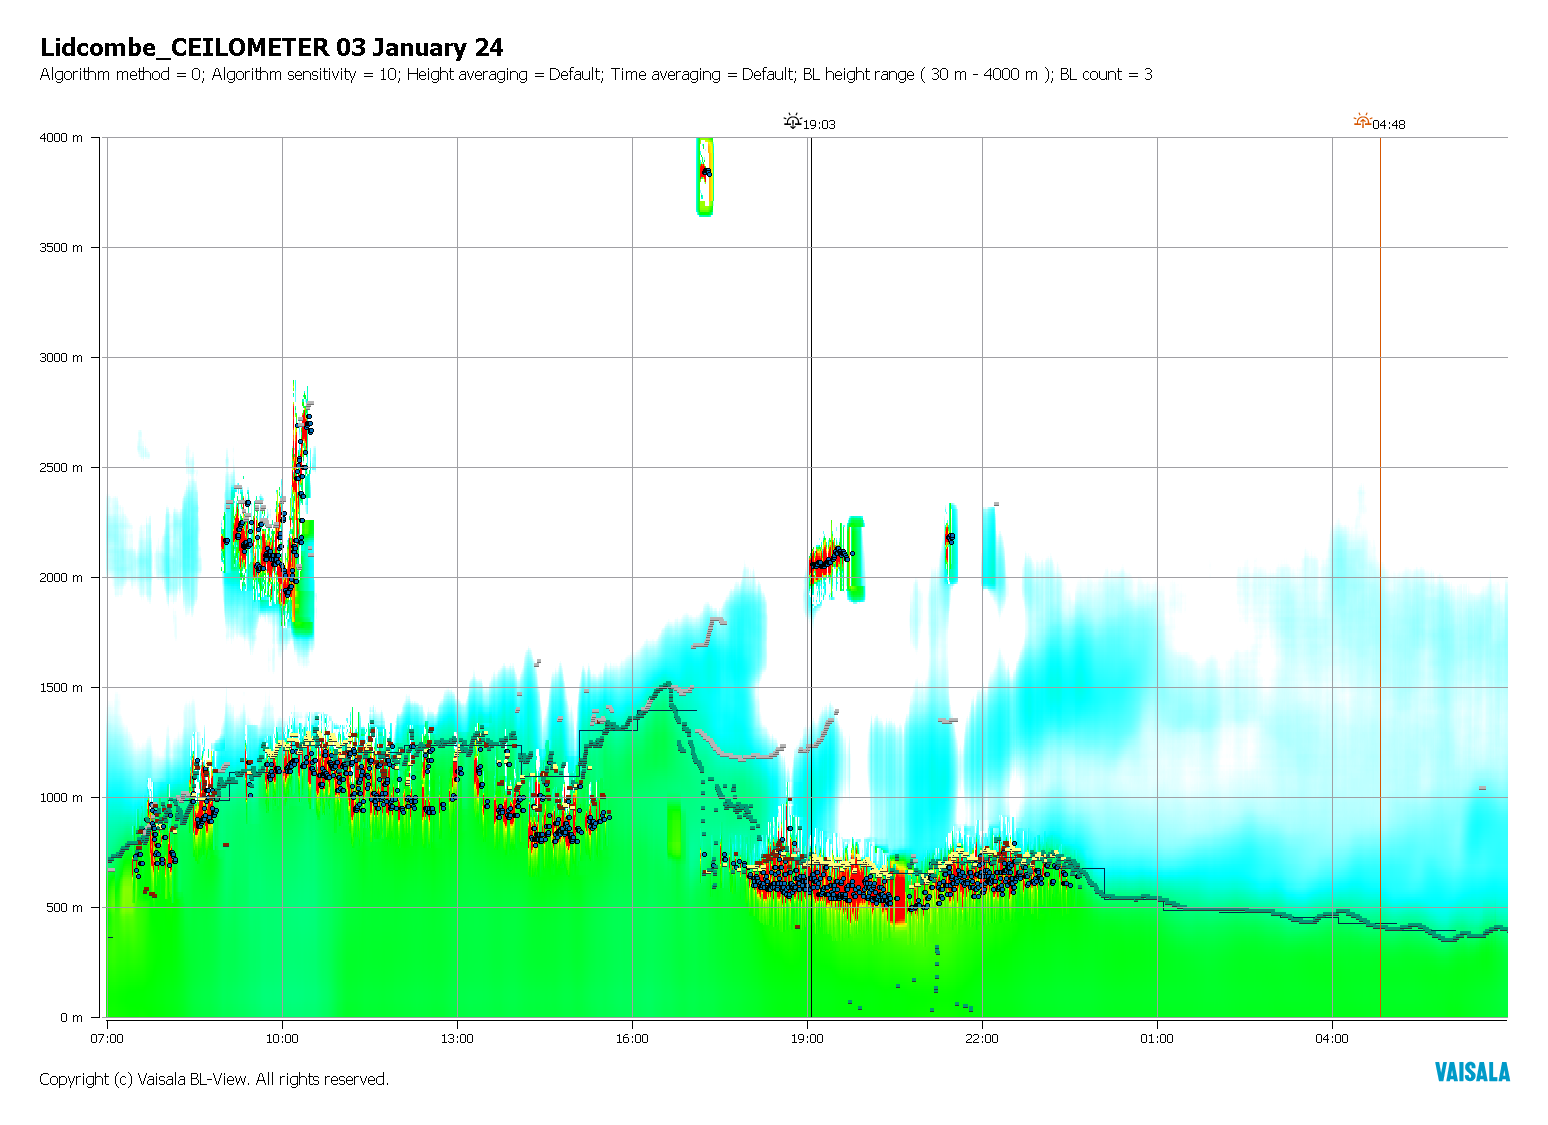 Lidcombe_CEILOMETER 03 January 24
Algorithm method = 0; Algorithm sensitivity = 10; Height averaging = Default; Time averaging = Default; BL height range ( 30 m - 4000 m ); BL count = 3
19:03
04:48
4000 m
3500 m
3000 m
2500 m
2000 m
1500 m
1000 m
500 m
0 m
07:00 10:00 13:00 16:00 19:00 22:00 01:00 04:00
Copyright (c) Vaisala BL-View. All rights reserved.
VAISALA